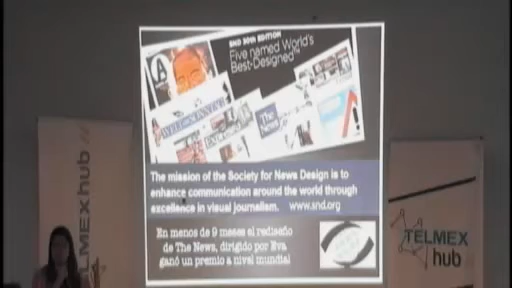 SND 30TH EDITION
Five named World's
Best-Designed™
The News
The mission of the Society for News Design is to
enhance communication around the world through
excellence in visual journalism. www.snd.org
En menos de 9 meses el rediseño
de The News, dirigido por Eva
ganó un premio a nivel mundial
TELMEX hub //
TELMEX
hub